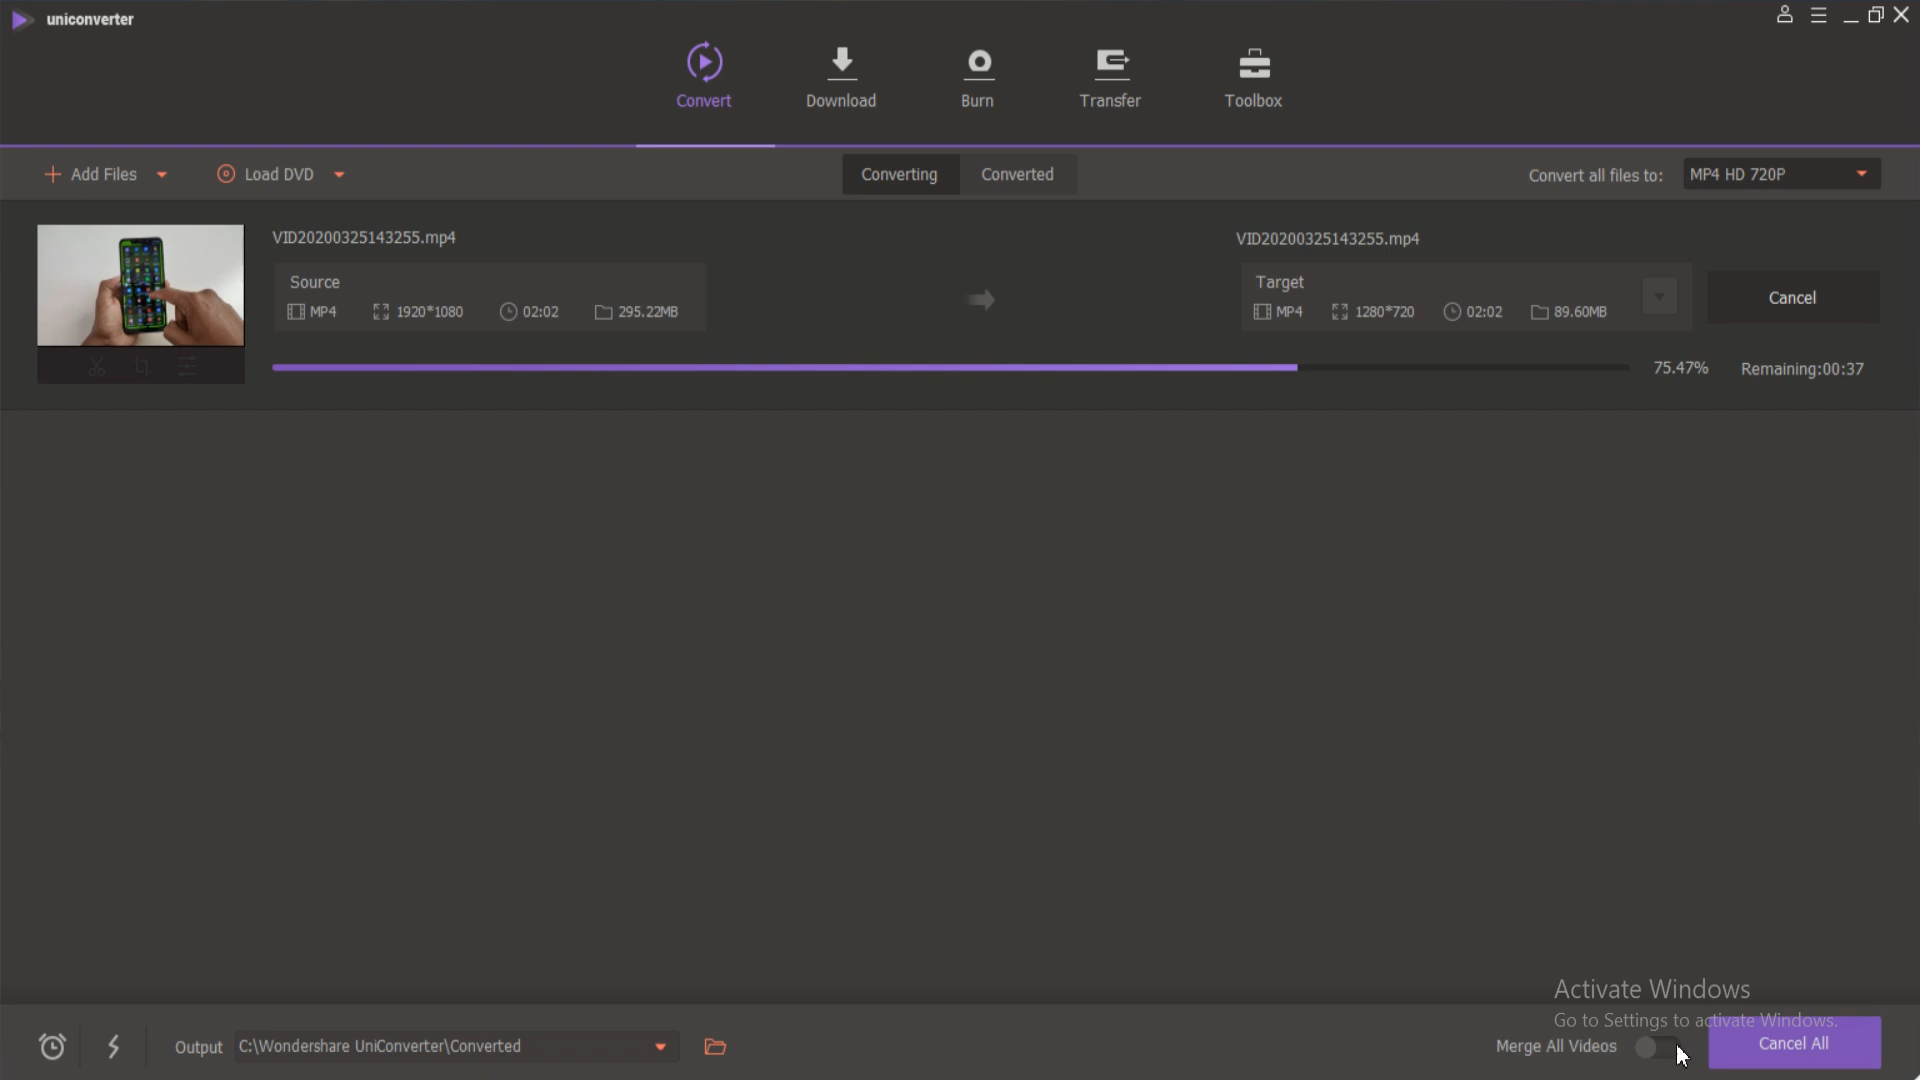 uniconverter
Convert
Download
Burn
Transfer
Toolbox
Add Files
Load DVD
Converting
Converted
Convert all files to:
MP4 HD 720P
VID20200325143255.mp4
Source
MP4
1920*1080
02:02
295.22MB
VID20200325143255.mp4
Target
MP4
1280*720
02:02
89.60MB
Cancel
75.47%
Remaining:00:37
Activate Windows
Go to Settings to activate Windows.
Output
C:\Wondershare UniConverter\Converted
Merge All Videos
Cancel All